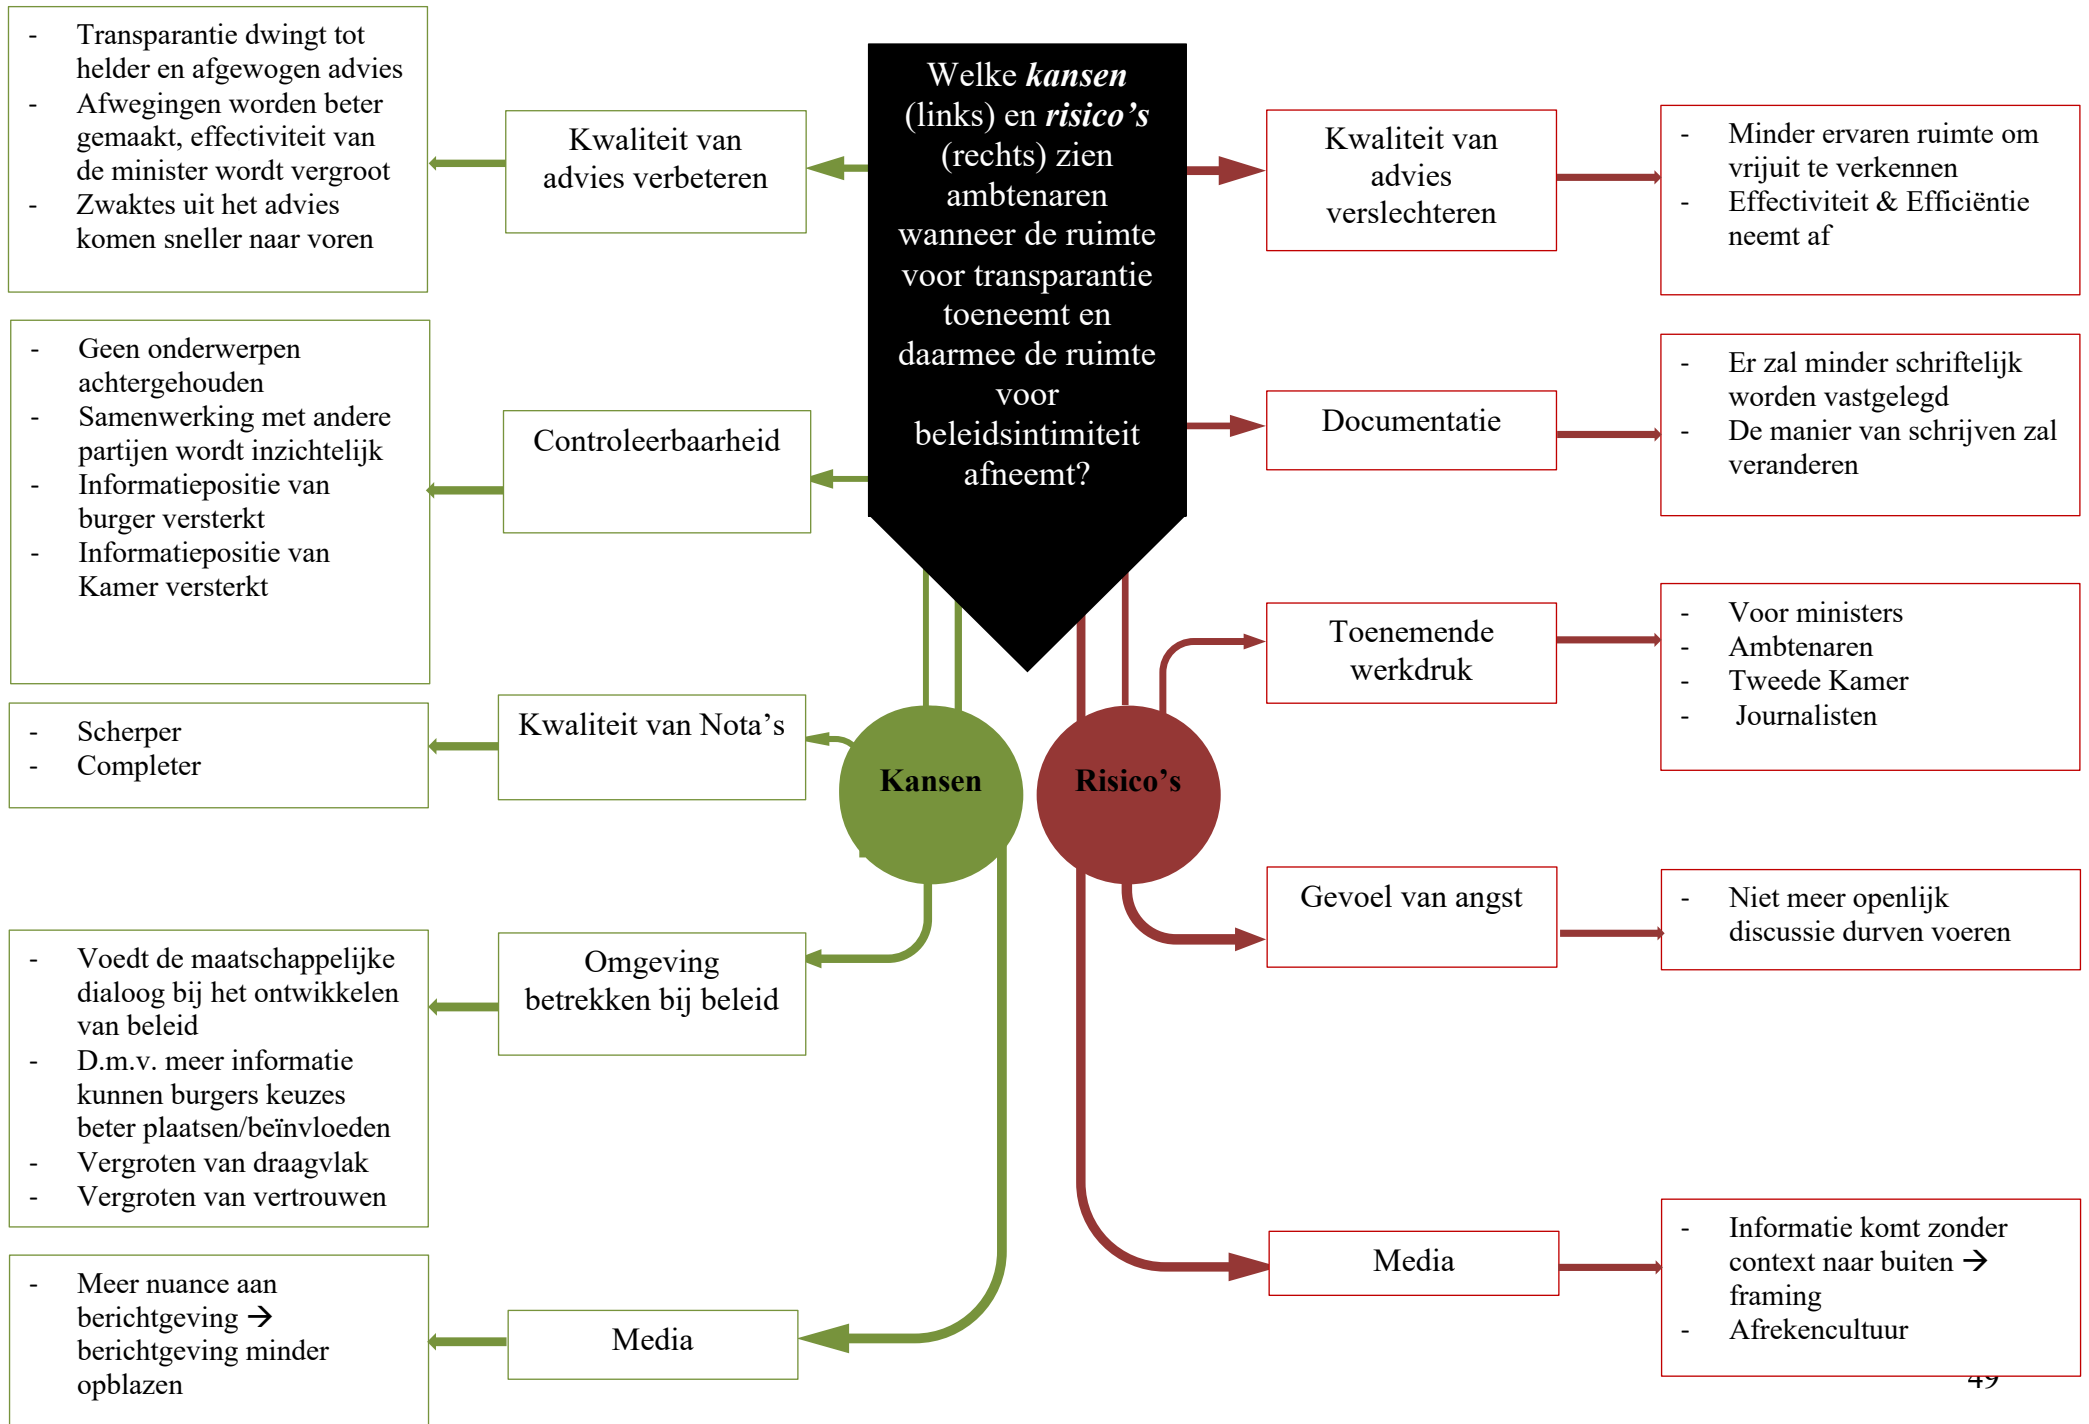 - Transparantie dwingt tot
helder en afgewogen advies
- Afwegingen worden beter
gemaakt, effectiviteit van
de minister wordt vergroot
- Zwaktes uit het advies
komen sneller naar voren
Kwaliteit van
advies verbeteren
Welke kansen
(links) en risico’s
(rechts) zien
ambtenaren
wanneer de ruimte
voor transparantie
toeneemt en
daarmee de ruimte
voor
beleidsintimiteit
afneemt?
Kwaliteit van
advies
verslechteren
- Minder ervaren ruimte om
vrijuit te verkennen
- Effectiviteit & Efficiëntie
neemt af
- Geen onderwerpen
achtergehouden
- Samenwerking met andere
partijen wordt inzichtelijk
- Informatiepositie van
burger versterkt
- Informatiepositie van
Kamer versterkt
Controleerbaarheid
Documentatie
- Er zal minder schriftelijk
worden vastgelegd
- De manier van schrijven zal
veranderen
Toenemende
werkdruk
- Voor ministers
- Ambtenaren
- Tweede Kamer
- Journalisten
- Scherper
- Completer
Kwaliteit van Nota’s
Kansen
Risico’s
Gevoel van angst
- Niet meer openlijk
discussie durven voeren
- Voedt de maatschappelijke
dialoog bij het ontwikkelen
van beleid
- D.m.v. meer informatie
kunnen burgers keuzes
beter plaatsen/beïnvloeden
- Vergroten van draagvlak
- Vergroten van vertrouwen
Omgeving
betrekken bij beleid
Media
- Informatie komt zonder
context naar buiten →
framing
- Afrekencultuur
- Meer nuance aan
berichtgeving →
berichtgeving minder
opblazen
Media
49